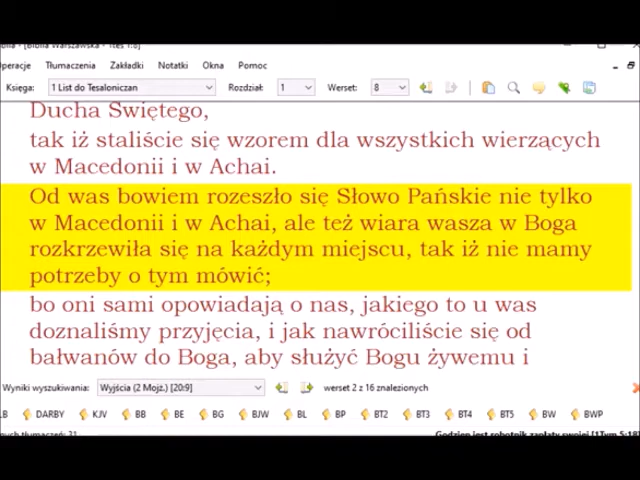 [Biblia Warszawska - 1Tes 1:8]
Operacje Tłumaczenia Zakładki Notatki Okna Pomoc
Księga: 1 List do Tesaloniczan Rozdział: 1 Werset: 8
Ducha Świętego,
tak iż staliście się wzorem dla wszystkich wierzących
w Macedonii i w Achai.
Od was bowiem rozeszło się Słowo Pańskie nie tylko
w Macedonii i w Achai, ale też wiara wasza w Boga
rozkrzewiła się na każdym miejscu, tak iż nie mamy
potrzeby o tym mówić;
bo oni sami opowiadają o nas, jakiego to u was
doznaliśmy przyjęcia, i jak nawróciliście się od
bałwanów do Boga, aby służyć Bogu żywemu i
Wyniki wyszukiwania: Wyjścia (2 Mojż.) [20:9] werset 2 z 16 znalezionych
LB DARBY KJV BB BE BG BJW BL BP BT2 BT3 BT4 BT5 BW BWP
tłumaczeń: 31 Godzien jest robotnik zapłaty swojej [1Tym 5:18]